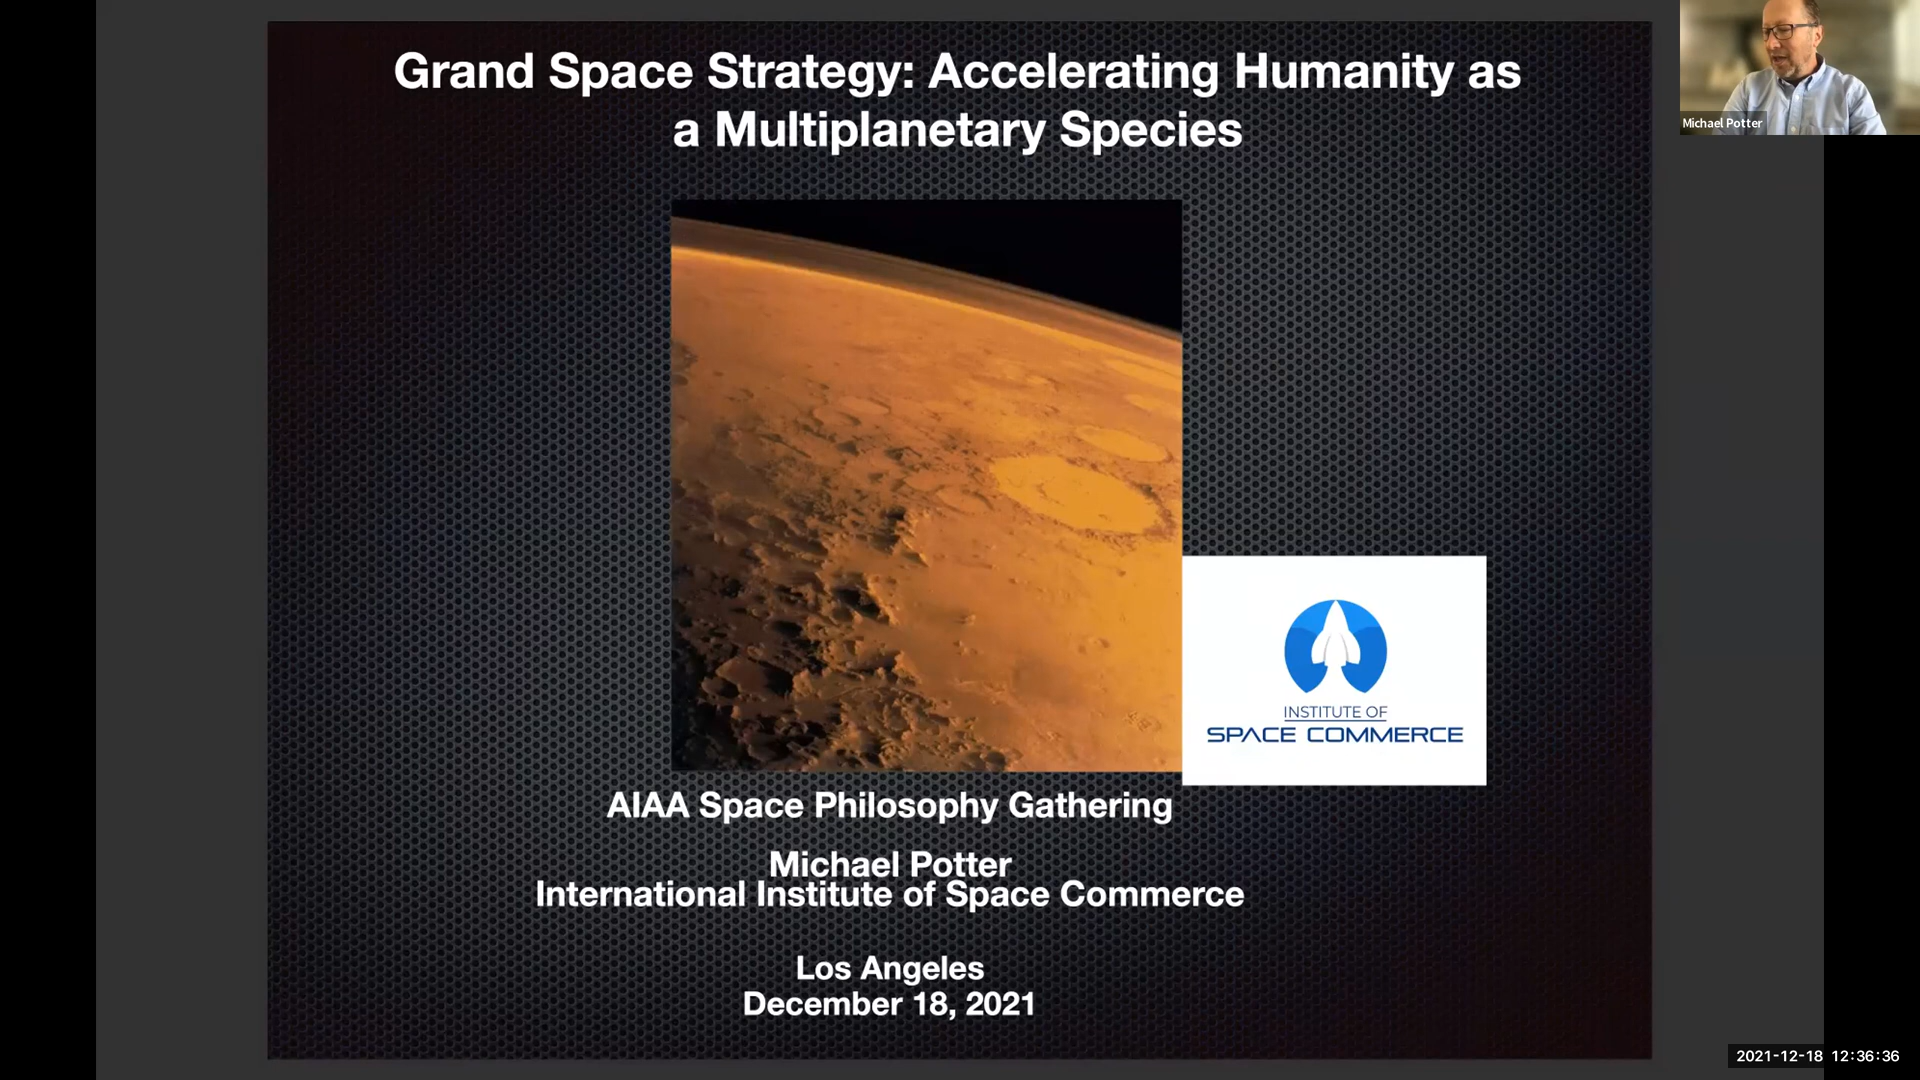 Grand Space Strategy: Accelerating Humanity as
a Multiplanetary Species
Michael Potter
INSTITUTE OF
SPACE COMMERCE
AIAA Space Philosophy Gathering
Michael Potter
International Institute of Space Commerce
Los Angeles
December 18, 2021
2021-12-18 12:36:36